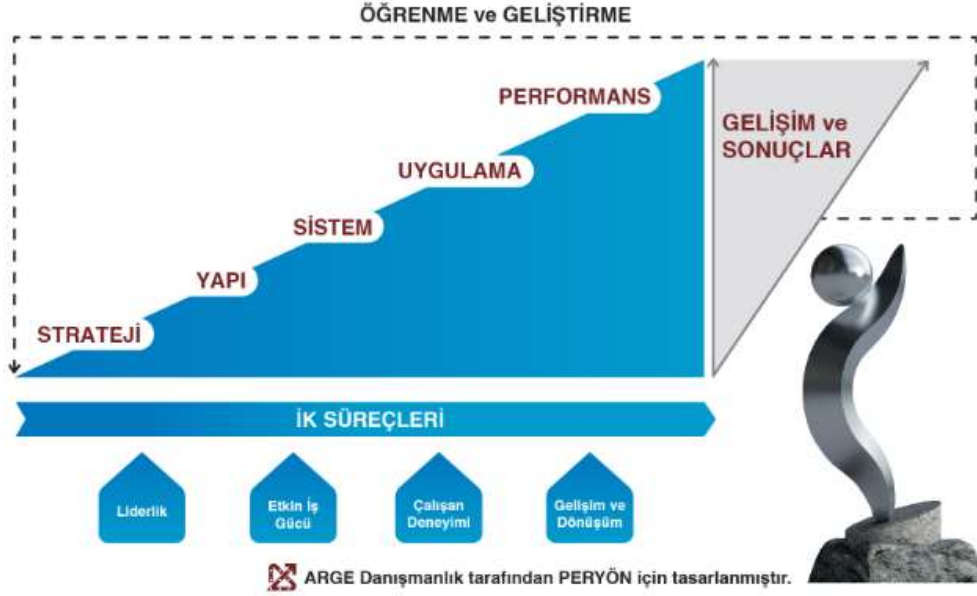 ÖĞRENME ve GELİŞTİRME
PERFORMANS
GELİŞİM ve
SONUÇLAR
UYGULAMA
SİSTEM
YAPI
STRATEJİ
İK SÜREÇLERİ
Liderlik
Etkin İş
Gücü
Çalışan
Deneyimi
Gelişim ve
Dönüşüm
ARGE Danışmanlık tarafından PERYÖN için tasarlanmıştır.